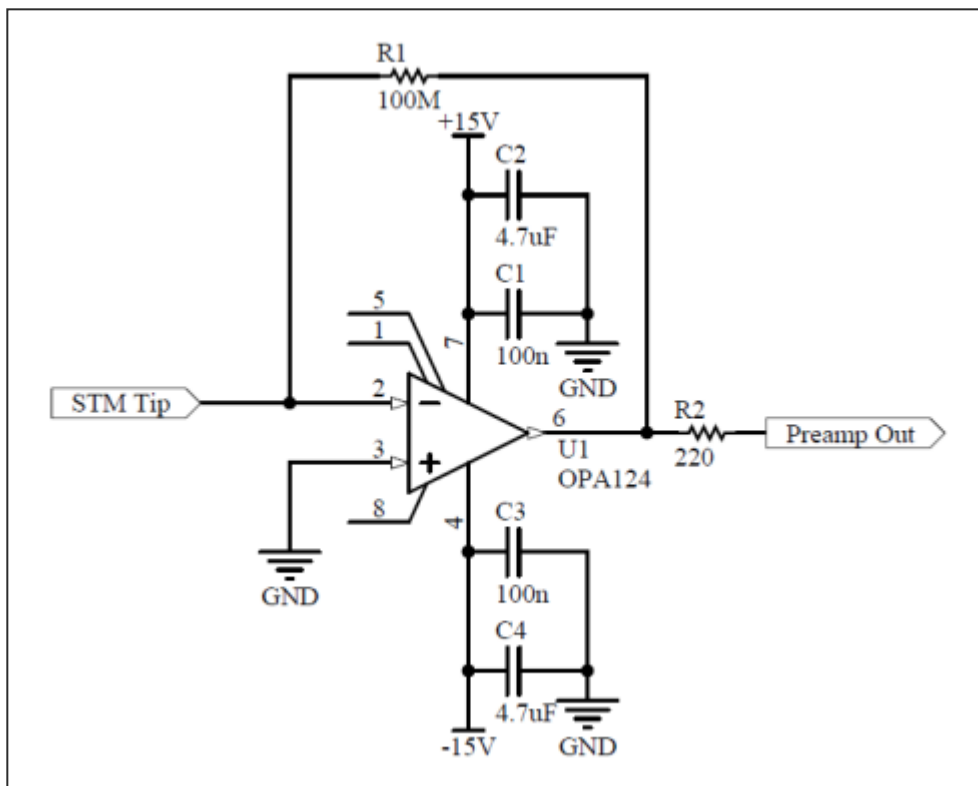 R1
100M
+15V
C2
4.7uF
C1
100n
GND
5
1
7
STM Tip
2
3
6
U1
OPA124
R2
220
Preamp Out
8
4
GND
C3
100n
C4
4.7uF
GND
-15V